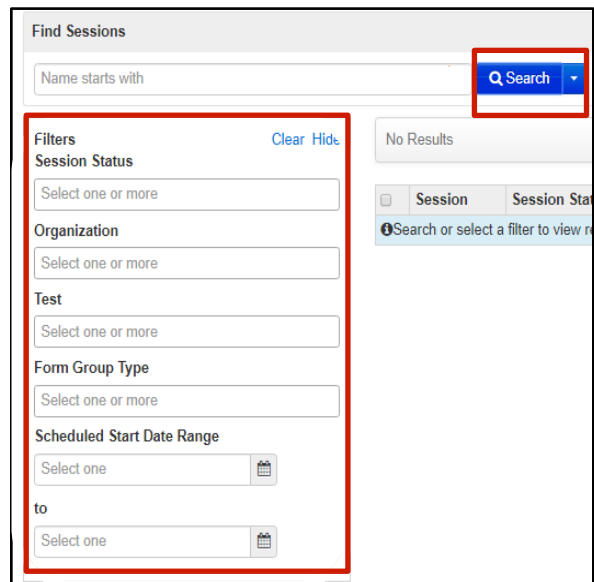 Find Sessions
Name starts with
Search
Filters Clear Hide
Session Status
Select one or more
Organization
Select one or more
Test
Select one or more
Form Group Type
Select one or more
Scheduled Start Date Range
Select one
to
Select one
No Results
Session Session Stat
Search or select a filter to view re